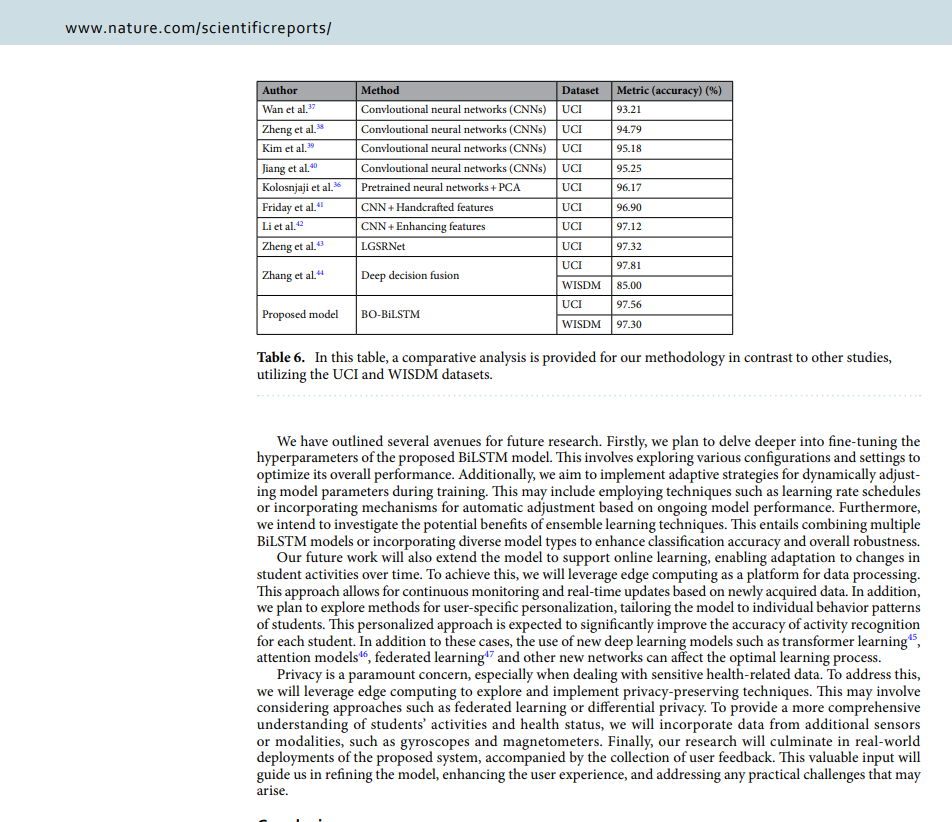 www.nature.com/scientificreports/
Author Method Dataset Metric (accuracy) (%)
Wan et al.37 Convloutional neural networks (CNNs) UCI 93.21
Zheng et al.38 Convloutional neural networks (CNNs) UCI 94.79
Kim et al.39 Convloutional neural networks (CNNs) UCI 95.18
Jiang et al.40 Convloutional neural networks (CNNs) UCI 95.25
Kolosnjaji et al.36 Pretrained neural networks + PCA UCI 96.17
Friday et al.41 CNN + Handcrafted features UCI 96.90
Li et al.42 CNN + Enhancing features UCI 97.12
Zheng et al.43 LGSRNet UCI 97.32
Zhang et al.44 Deep decision fusion UCI 97.81
WISDM 85.00
Proposed model BO-BiLSTM UCI 97.56
WISDM 97.30
Table 6. In this table, a comparative analysis is provided for our methodology in contrast to other studies,
utilizing the UCI and WISDM datasets.
We have outlined several avenues for future research. Firstly, we plan to delve deeper into fine-tuning the
hyperparameters of the proposed BiLSTM model. This involves exploring various configurations and settings to
optimize its overall performance. Additionally, we aim to implement adaptive strategies for dynamically adjust-
ing model parameters during training. This may include employing techniques such as learning rate schedules
or incorporating mechanisms for automatic adjustment based on ongoing model performance. Furthermore,
we intend to investigate the potential benefits of ensemble learning techniques. This entails combining multiple
BiLSTM models or incorporating diverse model types to enhance classification accuracy and overall robustness.
Our future work will also extend the model to support online learning, enabling adaptation to changes in
student activities over time. To achieve this, we will leverage edge computing as a platform for data processing.
This approach allows for continuous monitoring and real-time updates based on newly acquired data. In addition,
we plan to explore methods for user-specific personalization, tailoring the model to individual behavior patterns
of students. This personalized approach is expected to significantly improve the accuracy of activity recognition
for each student. In addition to these cases, the use of new deep learning models such as transformer learning45,
attention models46, federated learning47 and other new networks can affect the optimal learning process.
Privacy is a paramount concern, especially when dealing with sensitive health-related data. To address this,
we will leverage edge computing to explore and implement privacy-preserving techniques. This may involve
considering approaches such as federated learning or differential privacy. To provide a more comprehensive
understanding of students' activities and health status, we will incorporate data from additional sensors
or modalities, such as gyroscopes and magnetometers. Finally, our research will culminate in real-world
deployments of the proposed system, accompanied by the collection of user feedback. This valuable input will
guide us in refining the model, enhancing the user experience, and addressing any practical challenges that may
arise.